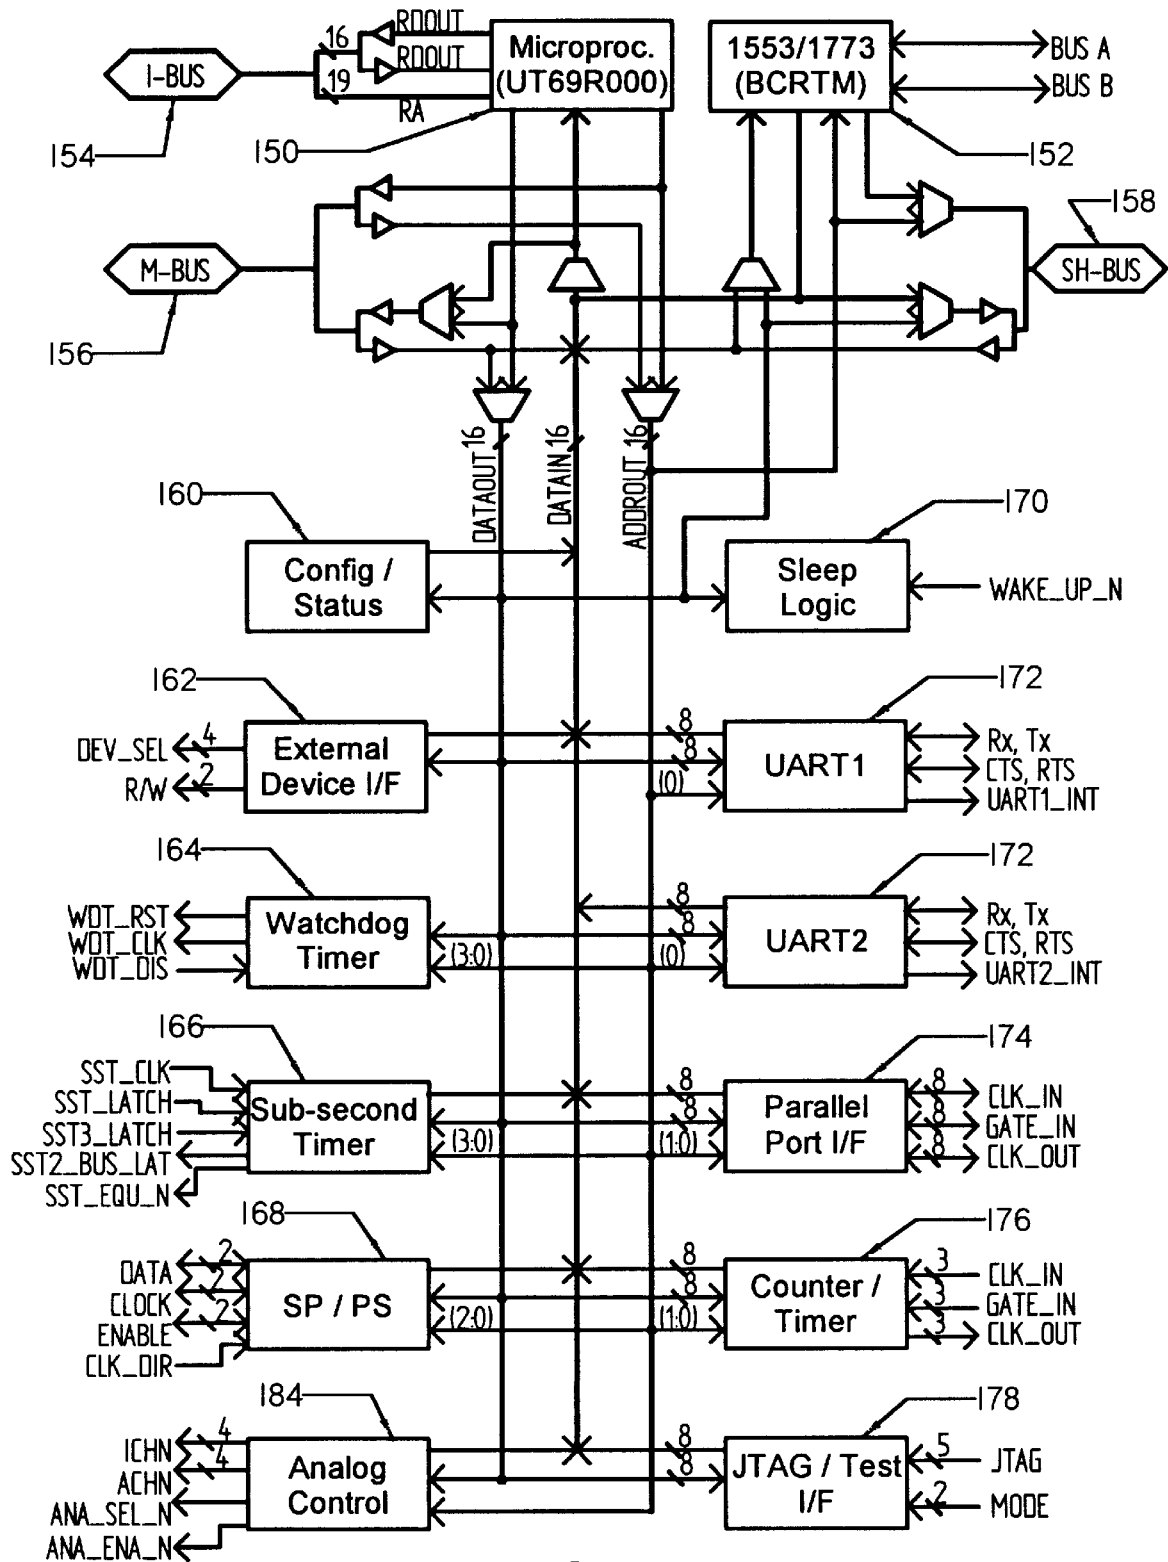 RDOUT
16
I-BUS
RDOUT
19
RA
Microproc.
(UT69R000)
1553/1773
(BCRTM)
BUS A
BUS B
154
150
152
158
M-BUS
SH-BUS
156
DATAOUT 16
DATAIN 16
ADDROUT 16
160
170
Config /
Status
Sleep
Logic
WAKE_UP_N
162
172
DEV_SEL
4
R/W
2
External
Device I/F
8
8
(0)
UART1
Rx, Tx
CTS, RTS
UART1_INT
164
172
WDT_RST
WDT_CLK
WDT_DIS
Watchdog
Timer
(3:0)
8
8
(0)
UART2
Rx, Tx
CTS, RTS
UART2_INT
166
174
SST_CLK
SST_LATCH
SST3_LATCH
SST2_BUS_LAT
SST_EQU_N
Sub-second
Timer
(3:0)
8
8
(1:0)
Parallel
Port I/F
8
CLK_IN
8
GATE_IN
8
CLK_OUT
168
176
DATA
2
CLOCK
2
ENABLE
2
CLK_DIR
SP / PS
(2:0)
8
8
(1:0)
Counter /
Timer
3
CLK_IN
3
GATE_IN
3
CLK_OUT
184
178
ICHN
4
ACHN
4
ANA_SEL_N
ANA_ENA_N
Analog
Control
8
8
JTAG / Test
I/F
5
JTAG
2
MODE